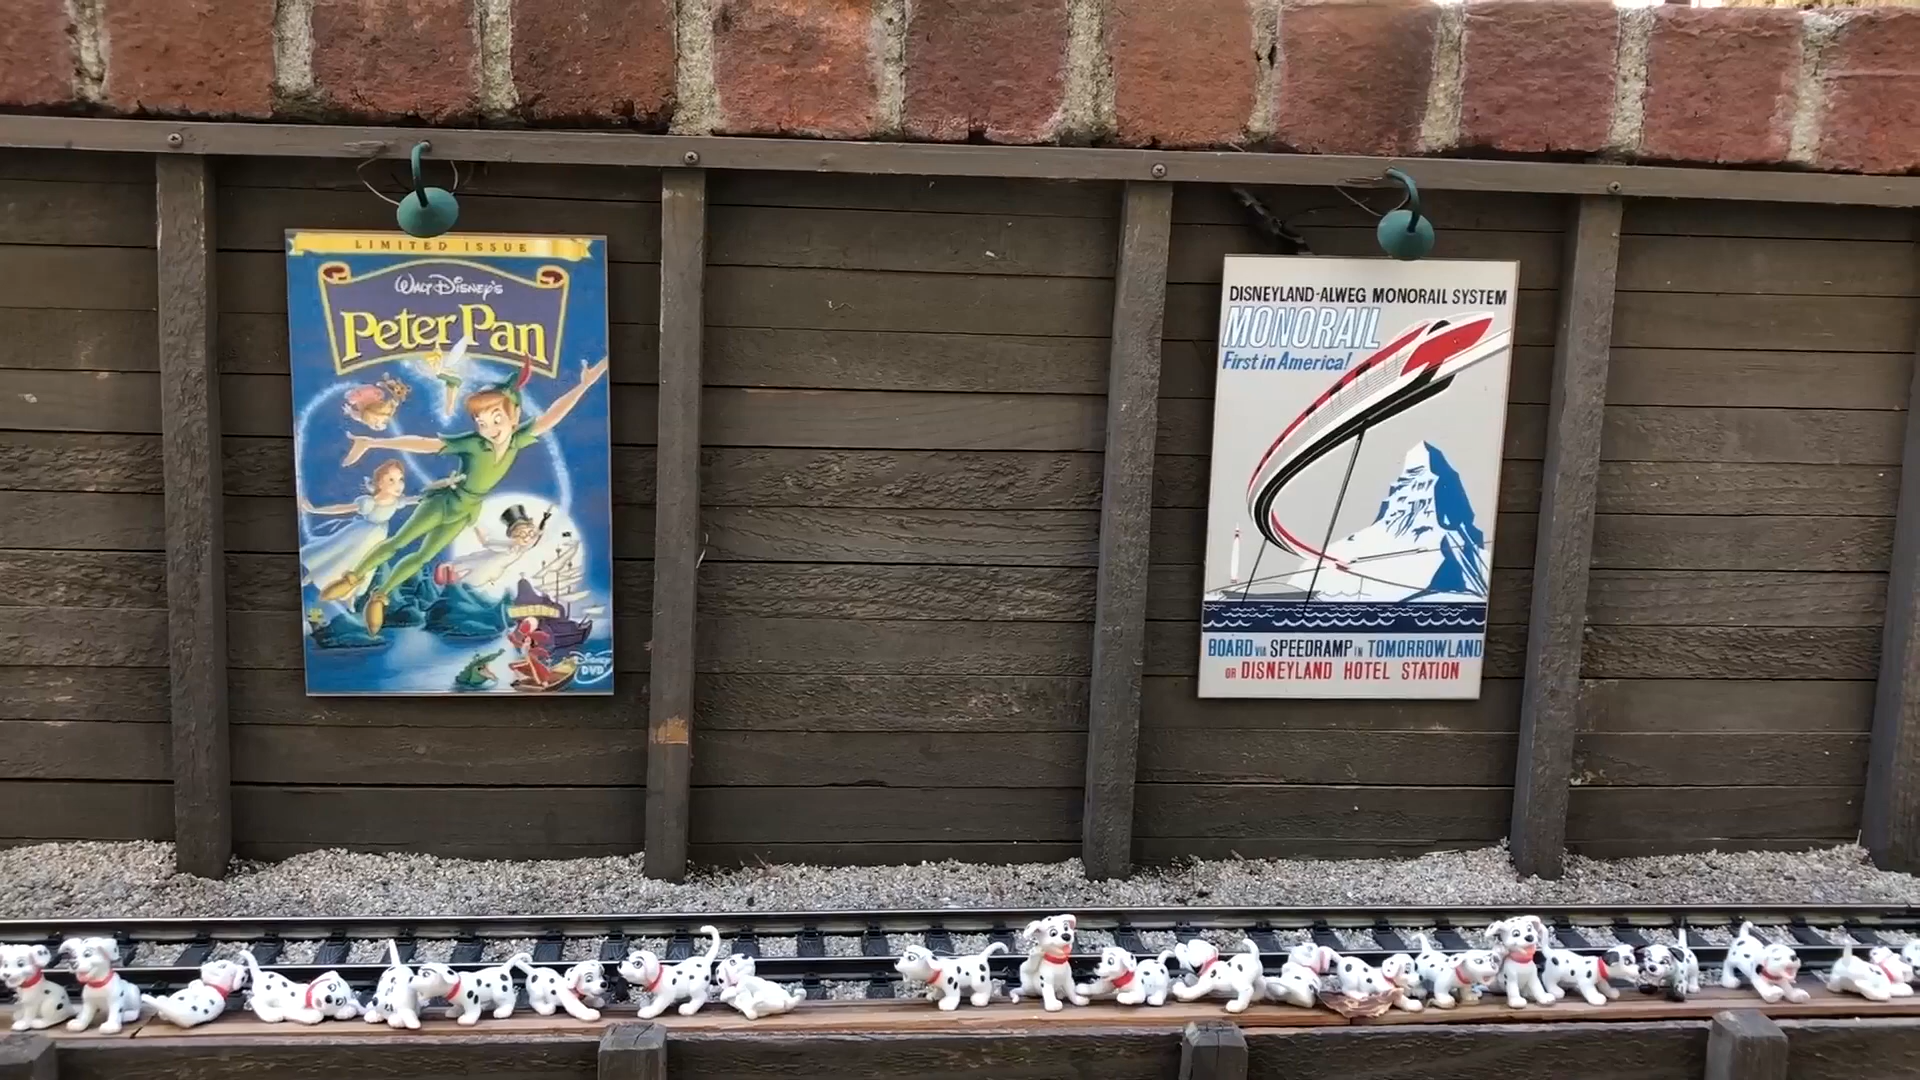 LIMITED ISSUE
WALT DISNEY'S
Peter Pan
Disney
DVD
DISNEYLAND-ALWEG MONORAIL SYSTEM
MONORAIL
First in America!
BOARD VIA SPEEDRAMP IN TOMORROWLAND
OR DISNEYLAND HOTEL STATION